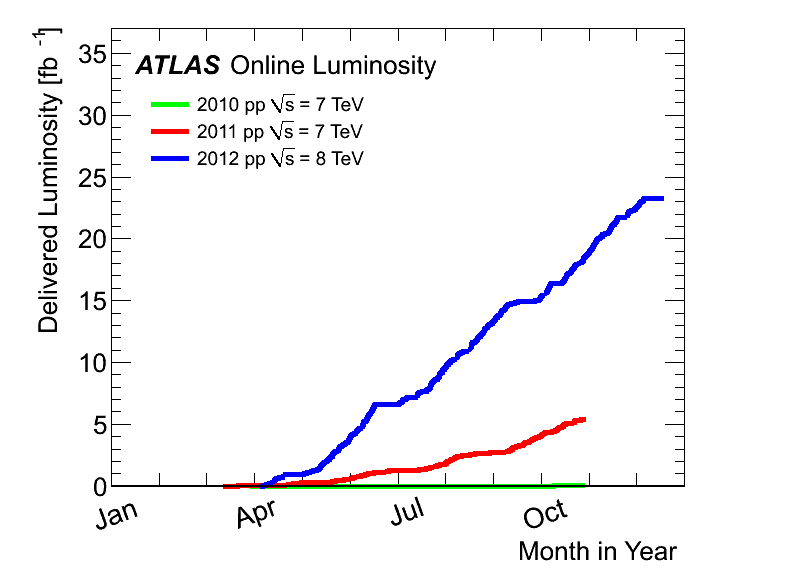 Delivered Luminosity [fb⁻¹]
35
30
25
20
15
10
5
0
ATLAS Online Luminosity
2010 pp √s = 7 TeV
2011 pp √s = 7 TeV
2012 pp √s = 8 TeV
Jan Apr Jul Oct
Month in Year